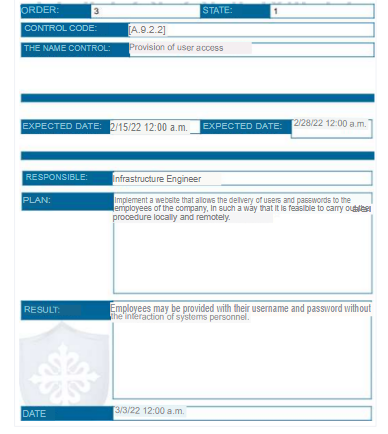 ORDER: 3 STATE: 1
CONTROL CODE: [A.9.2.2]
THE NAME CONTROL: Provision of user access
EXPECTED DATE: 2/15/22 12:00 a.m. EXPECTED DATE: 2/28/22 12:00 a.m.
RESPONSIBLE: Infrastructure Engineer
PLAN: Implement a website that allows the delivery of users and passwords to the
employees of the company, in such a way that it is feasible to carry out
procedure locally and remotely.
RESULT: Employees may be provided with their username and password without
the interaction of systems personnel.
DATE 3/3/22 12:00 a.m.